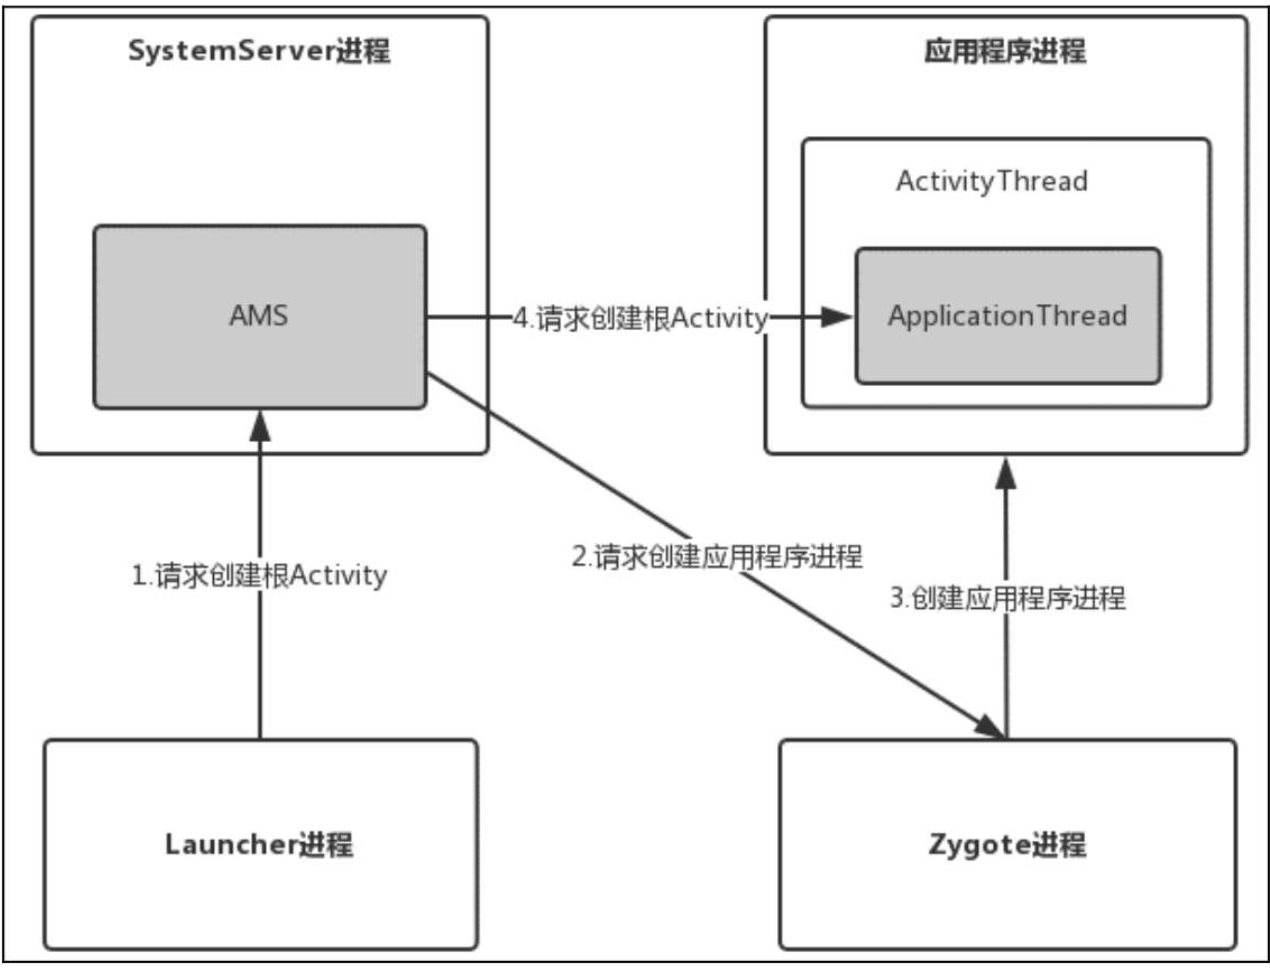 SystemServer进程
应用程序进程
ActivityThread
AMS
4.请求创建根Activity
ApplicationThread
1.请求创建根Activity
2.请求创建应用程序进程
3.创建应用程序进程
Launcher进程
Zygote进程